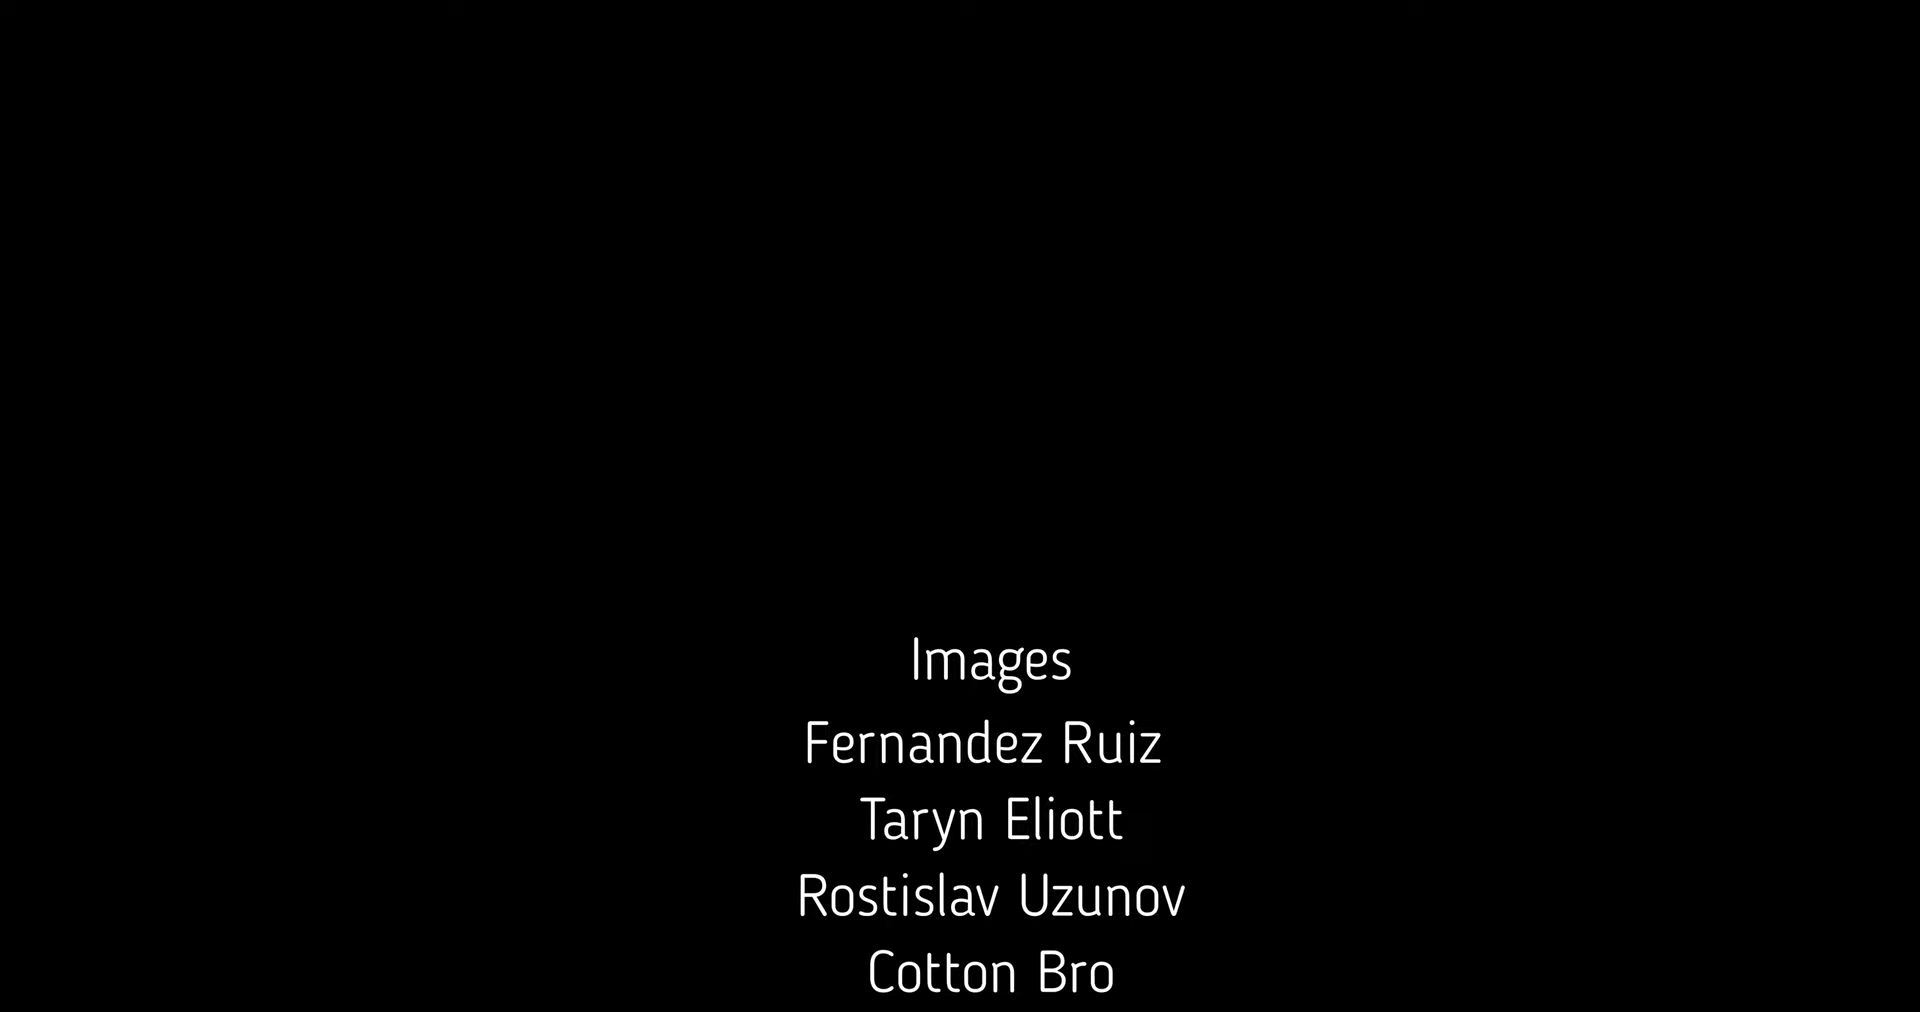 Images
Fernandez Ruiz
Taryn Eliott
Rostislav Uzunov
Cotton Bro